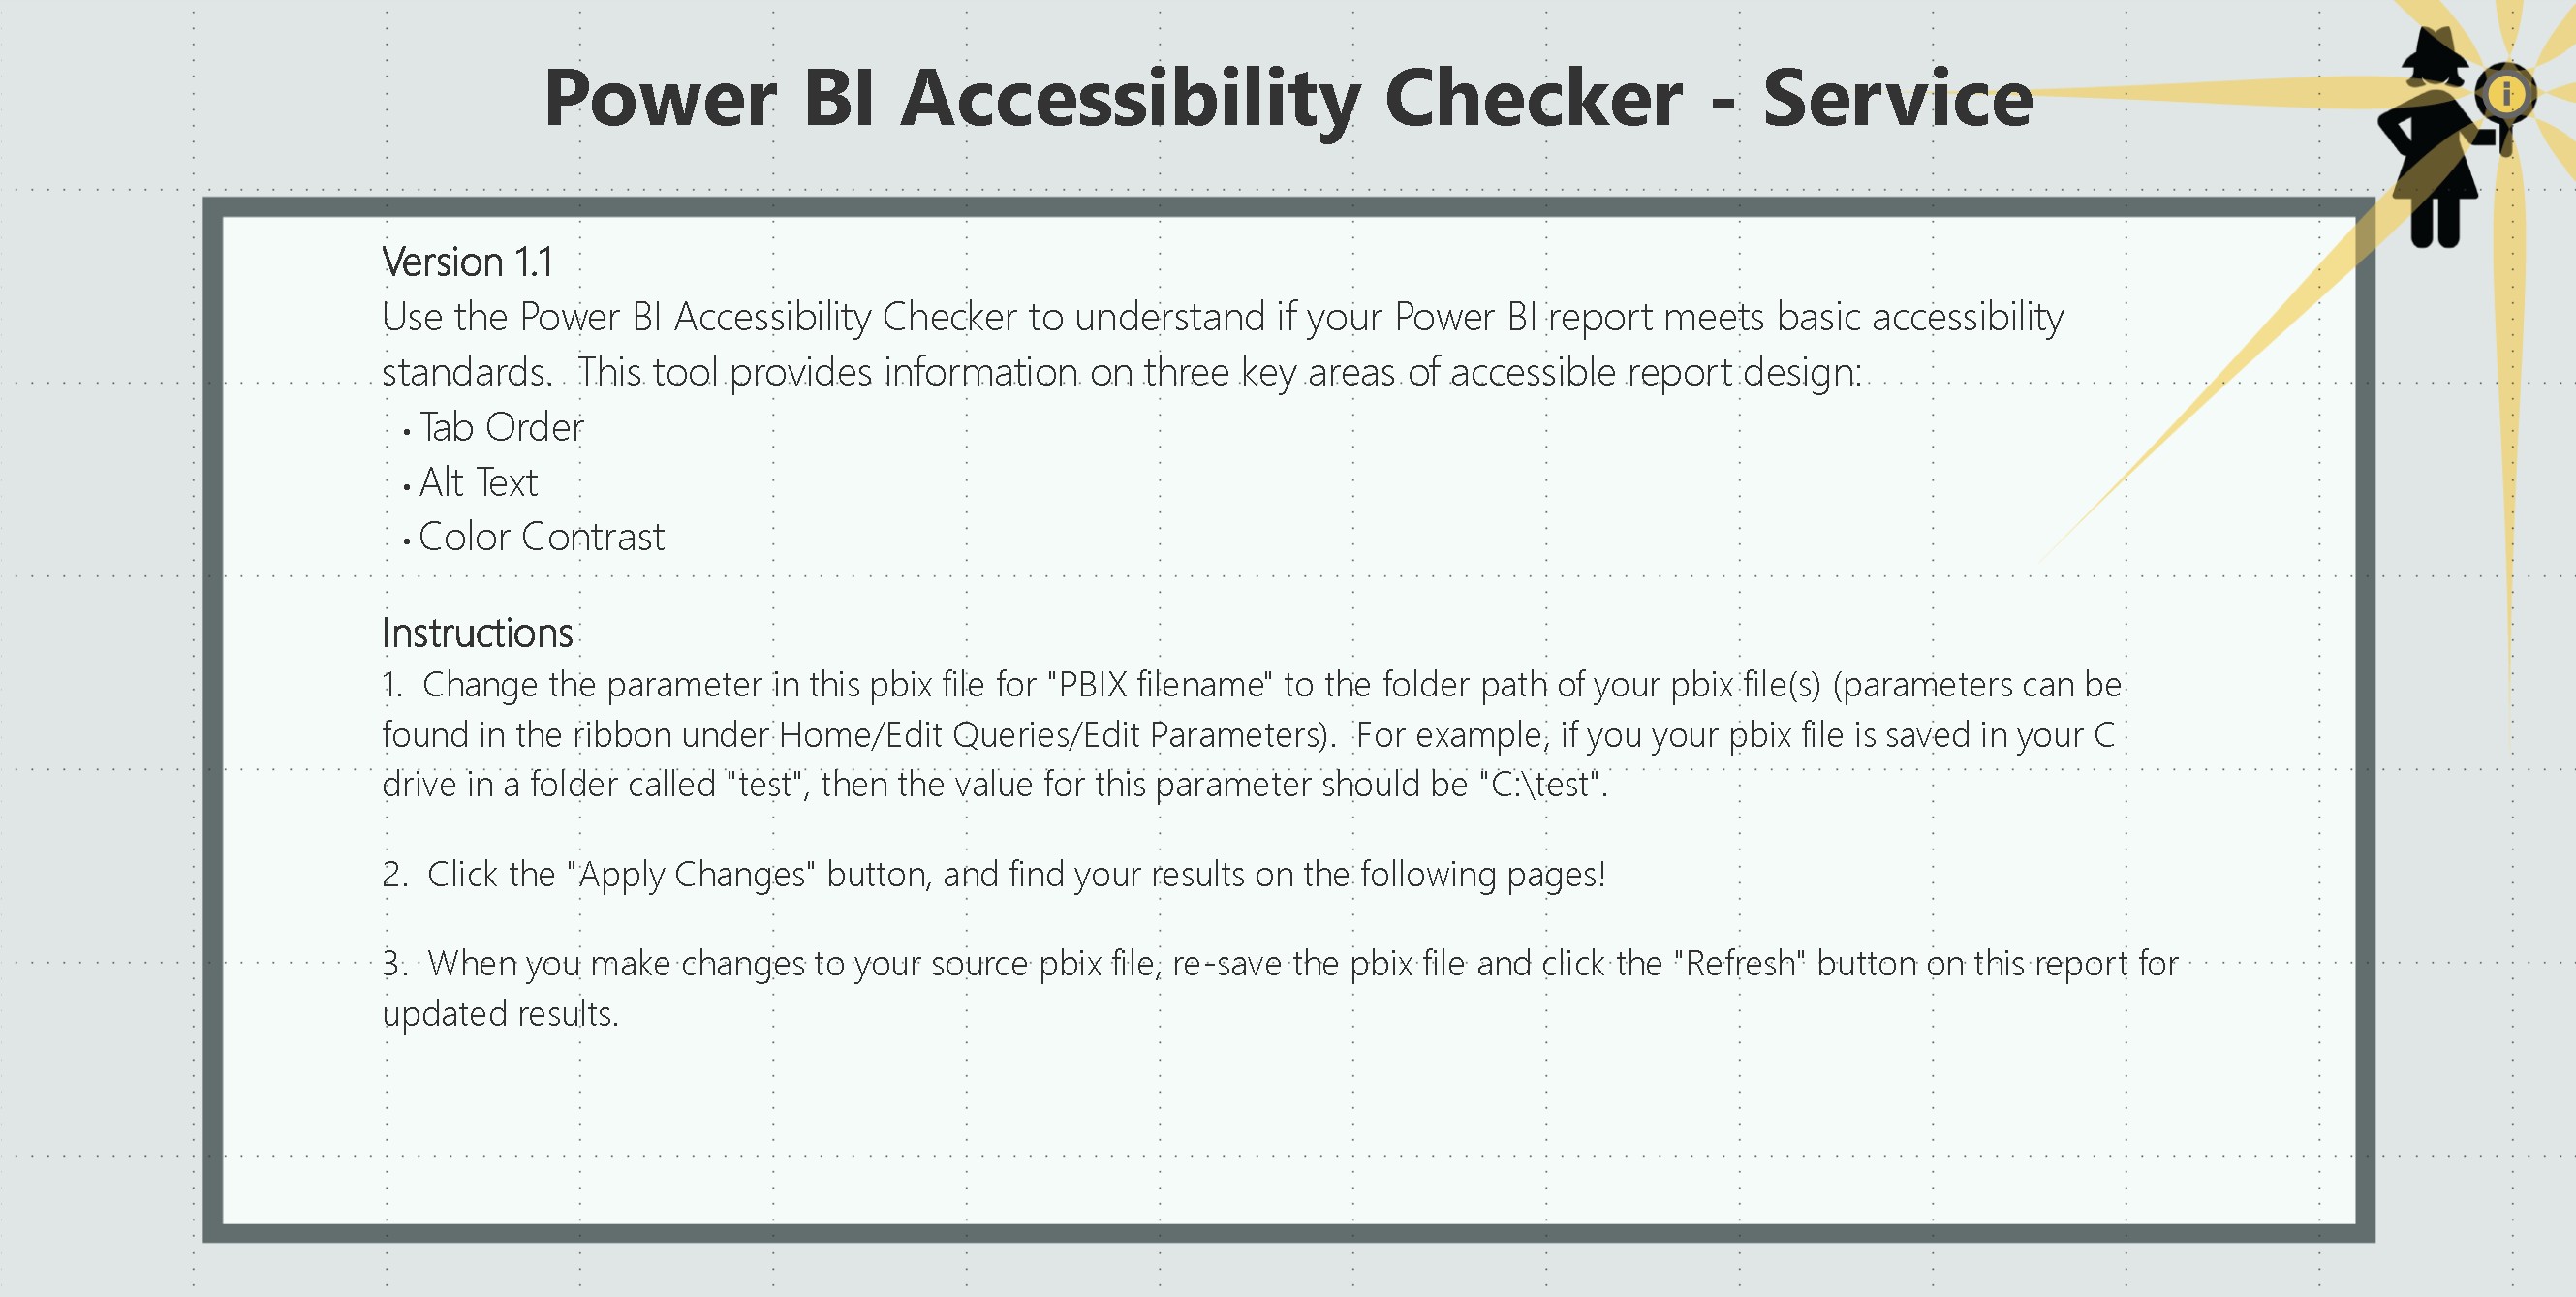 Power BI Accessibility Checker - Service
i
Version 1.1
Use the Power BI Accessibility Checker to understand if your Power BI report meets basic accessibility
standards.  This tool provides information on three key areas of accessible report design:
• Tab Order
• Alt Text
• Color Contrast
Instructions
1.  Change the parameter in this pbix file for "PBIX filename" to the folder path of your pbix file(s) (parameters can be
found in the ribbon under Home/Edit Queries/Edit Parameters).  For example, if you your pbix file is saved in your C
drive in a folder called "test", then the value for this parameter should be "C:\test".
2.  Click the "Apply Changes" button, and find your results on the following pages!
3.  When you make changes to your source pbix file, re-save the pbix file and click the "Refresh" button on this report for
updated results.